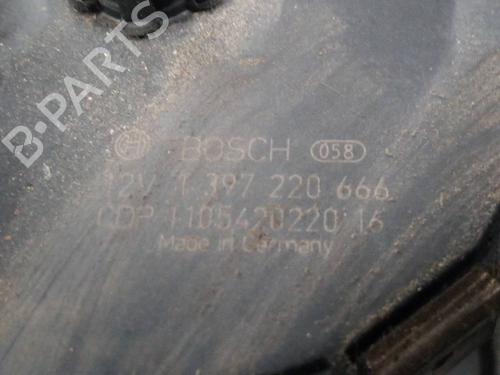 B-PARTS
BOSCH 058
12V 1 397 220 666
CDP 1105420220 16
Made in Germany